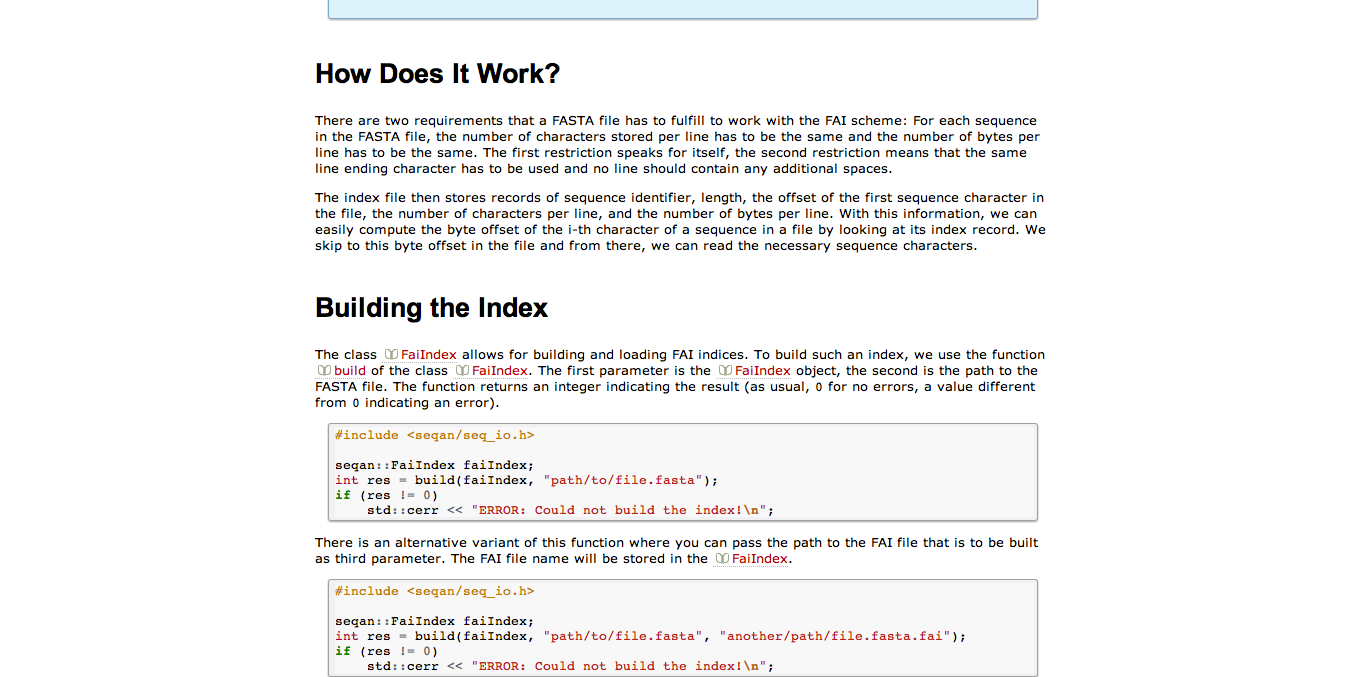 How Does It Work?
There are two requirements that a FASTA file has to fulfill to work with the FAI scheme: For each sequence
in the FASTA file, the number of characters stored per line has to be the same and the number of bytes per
line has to be the same. The first restriction speaks for itself, the second restriction means that the same
line ending character has to be used and no line should contain any additional spaces.
The index file then stores records of sequence identifier, length, the offset of the first sequence character in
the file, the number of characters per line, and the number of bytes per line. With this information, we can
easily compute the byte offset of the i-th character of a sequence in a file by looking at its index record. We
skip to this byte offset in the file and from there, we can read the necessary sequence characters.
Building the Index
The class FaiIndex allows for building and loading FAI indices. To build such an index, we use the function
build of the class FaiIndex. The first parameter is the FaiIndex object, the second is the path to the
FASTA file. The function returns an integer indicating the result (as usual, 0 for no errors, a value different
from 0 indicating an error).
#include <seqan/seq_io.h>
seqan::FaiIndex faiIndex;
int res = build(faiIndex, "path/to/file.fasta");
if (res != 0)
    std::cerr << "ERROR: Could not build the index!\n";
There is an alternative variant of this function where you can pass the path to the FAI file that is to be built
as third parameter. The FAI file name will be stored in the FaiIndex.
#include <seqan/seq_io.h>
seqan::FaiIndex faiIndex;
int res = build(faiIndex, "path/to/file.fasta", "another/path/file.fasta.fai");
if (res != 0)
    std::cerr << "ERROR: Could not build the index!\n";